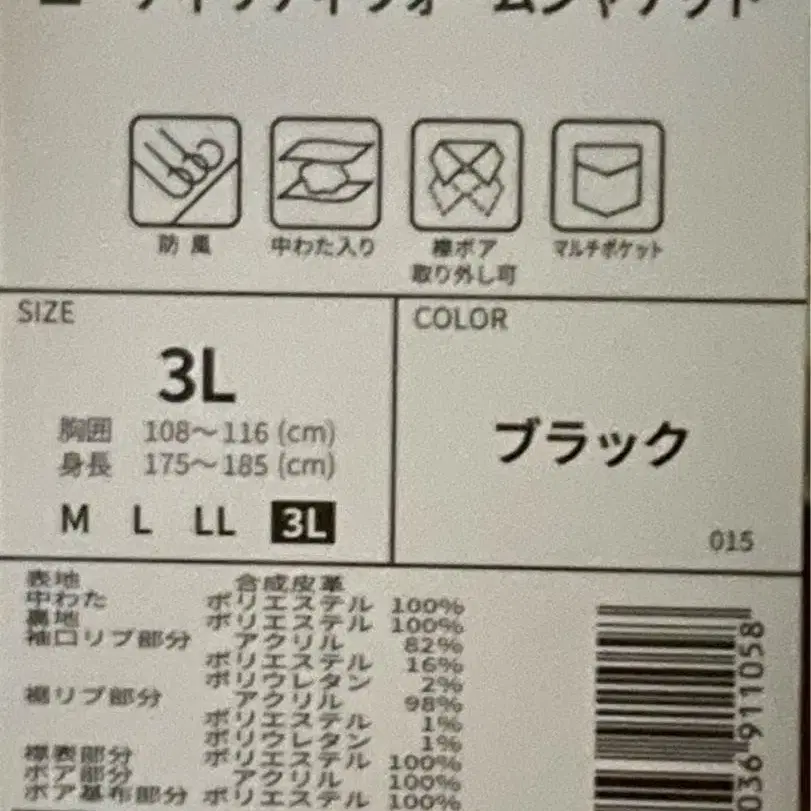 防風
中わた入り
襟ボア
取り外し可
マルチポケット
SIZE
3L
胸囲 108～116 (cm)
身長 175～185 (cm)
M L LL 3L
COLOR
ブラック
015
表地 合成皮革
中わた ポリエステル 100%
裏地 ポリエステル 100%
袖口リブ部分 アクリル 82%
ポリエステル 16%
ポリウレタン 2%
裾リブ部分 アクリル 98%
ポリエステル 1%
ポリウレタン 1%
襟表部分 ポリエステル 100%
ボア部分 アクリル 100%
ボア基布部分 ポリエステル 100%
036 911058